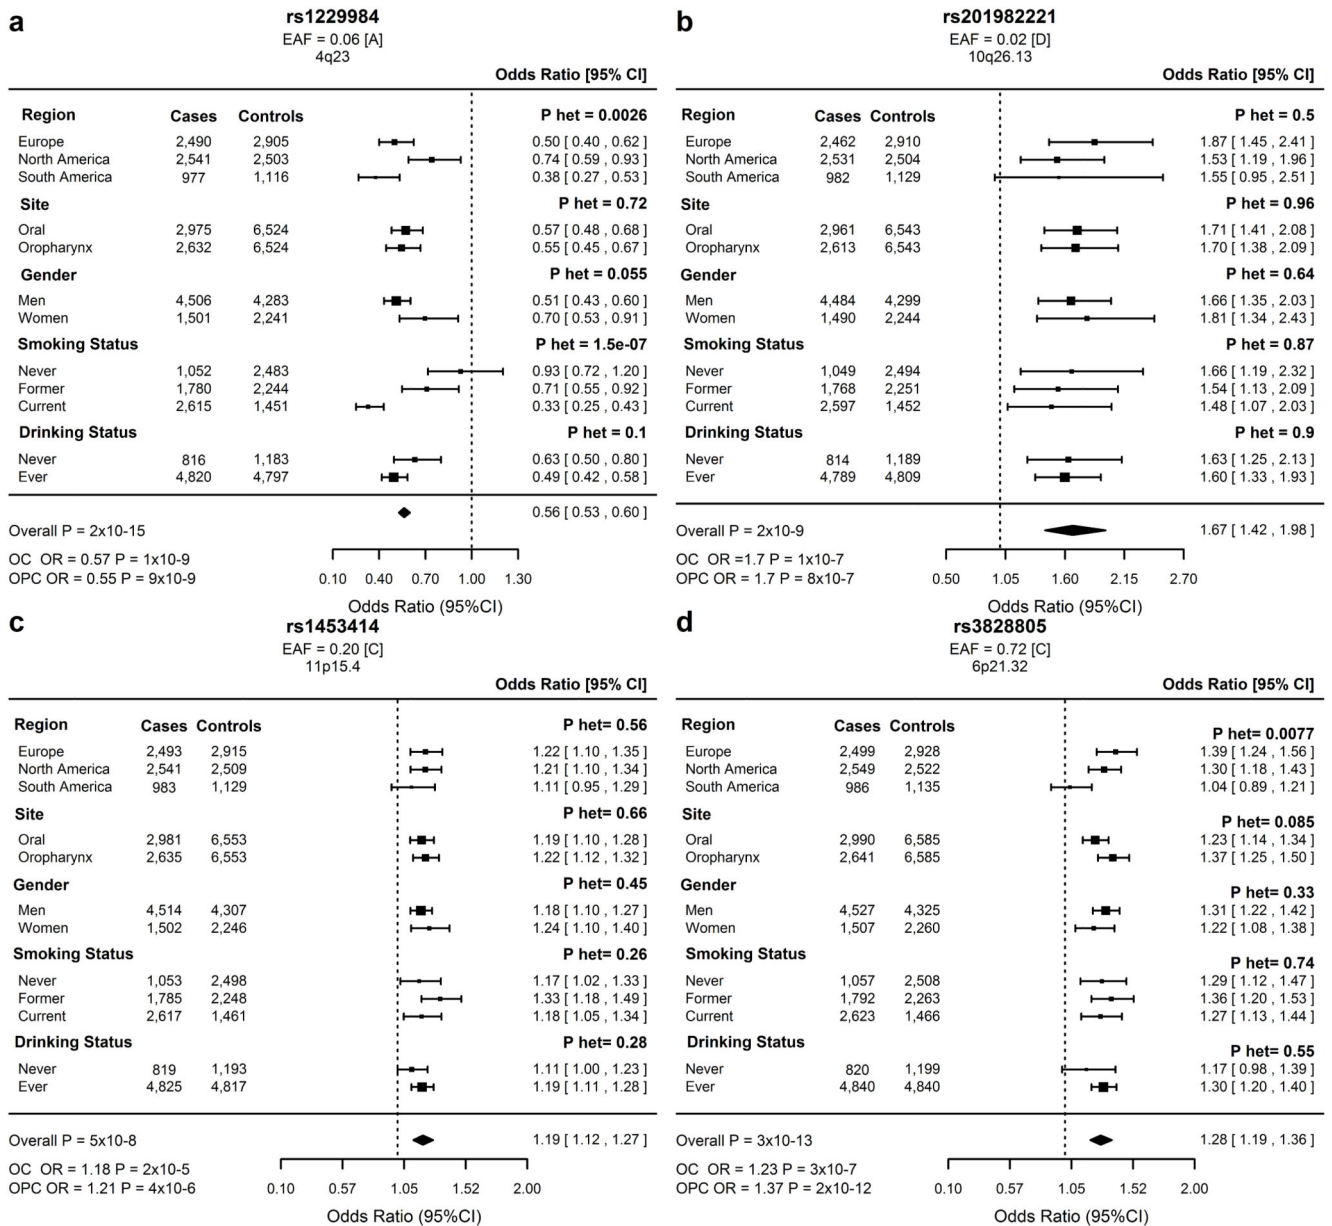 a
rs1229984
EAF = 0.06 [A]
4q23
Odds Ratio [95% CI]
Region Cases Controls P het = 0.0026
Europe 2,490 2,905 0.50 [ 0.40 , 0.62 ]
North America 2,541 2,503 0.74 [ 0.59 , 0.93 ]
South America 977 1,116 0.38 [ 0.27 , 0.53 ]
Site P het = 0.72
Oral 2,975 6,524 0.57 [ 0.48 , 0.68 ]
Oropharynx 2,632 6,524 0.55 [ 0.45 , 0.67 ]
Gender P het = 0.055
Men 4,506 4,283 0.51 [ 0.43 , 0.60 ]
Women 1,501 2,241 0.70 [ 0.53 , 0.91 ]
Smoking Status P het = 1.5e-07
Never 1,052 2,483 0.93 [ 0.72 , 1.20 ]
Former 1,780 2,244 0.71 [ 0.55 , 0.92 ]
Current 2,615 1,451 0.33 [ 0.25 , 0.43 ]
Drinking Status P het = 0.1
Never 816 1,183 0.63 [ 0.50 , 0.80 ]
Ever 4,820 4,797 0.49 [ 0.42 , 0.58 ]
0.56 [ 0.53 , 0.60 ]
Overall P = 2x10-15
OC OR = 0.57 P = 1x10-9
OPC OR = 0.55 P = 9x10-9
0.10 0.40 0.70 1.00 1.30
Odds Ratio (95%CI)
b
rs201982221
EAF = 0.02 [D]
10q26.13
Odds Ratio [95% CI]
Region Cases Controls P het = 0.5
Europe 2,462 2,910 1.87 [ 1.45 , 2.41 ]
North America 2,531 2,504 1.53 [ 1.19 , 1.96 ]
South America 982 1,129 1.55 [ 0.95 , 2.51 ]
Site P het = 0.96
Oral 2,961 6,543 1.71 [ 1.41 , 2.08 ]
Oropharynx 2,613 6,543 1.70 [ 1.38 , 2.09 ]
Gender P het = 0.64
Men 4,484 4,299 1.66 [ 1.35 , 2.03 ]
Women 1,490 2,244 1.81 [ 1.34 , 2.43 ]
Smoking Status P het = 0.87
Never 1,049 2,494 1.66 [ 1.19 , 2.32 ]
Former 1,768 2,251 1.54 [ 1.13 , 2.09 ]
Current 2,597 1,452 1.48 [ 1.07 , 2.03 ]
Drinking Status P het = 0.9
Never 814 1,189 1.63 [ 1.25 , 2.13 ]
Ever 4,789 4,809 1.60 [ 1.33 , 1.93 ]
Overall P = 2x10-9 1.67 [ 1.42 , 1.98 ]
OC OR =1.7 P = 1x10-7
OPC OR = 1.7 P = 8x10-7
0.50 1.05 1.60 2.15 2.70
Odds Ratio (95%CI)
c
rs1453414
EAF = 0.20 [C]
11p15.4
Odds Ratio [95% CI]
Region Cases Controls P het= 0.56
Europe 2,493 2,915 1.22 [ 1.10 , 1.35 ]
North America 2,541 2,509 1.21 [ 1.10 , 1.34 ]
South America 983 1,129 1.11 [ 0.95 , 1.29 ]
Site P het= 0.66
Oral 2,981 6,553 1.19 [ 1.10 , 1.28 ]
Oropharynx 2,635 6,553 1.22 [ 1.12 , 1.32 ]
Gender P het= 0.45
Men 4,514 4,307 1.18 [ 1.10 , 1.27 ]
Women 1,502 2,246 1.24 [ 1.10 , 1.40 ]
Smoking Status P het= 0.26
Never 1,053 2,498 1.17 [ 1.02 , 1.33 ]
Former 1,785 2,248 1.33 [ 1.18 , 1.49 ]
Current 2,617 1,461 1.18 [ 1.05 , 1.34 ]
Drinking Status P het= 0.28
Never 819 1,193 1.11 [ 1.00 , 1.23 ]
Ever 4,825 4,817 1.19 [ 1.11 , 1.28 ]
Overall P = 5x10-8 1.19 [ 1.12 , 1.27 ]
OC OR = 1.18 P = 2x10-5
OPC OR = 1.21 P = 4x10-6
0.10 0.57 1.05 1.52 2.00
Odds Ratio (95%CI)
d
rs3828805
EAF = 0.72 [C]
6p21.32
Odds Ratio [95% CI]
Region Cases Controls P het= 0.0077
Europe 2,499 2,928 1.39 [ 1.24 , 1.56 ]
North America 2,549 2,522 1.30 [ 1.18 , 1.43 ]
South America 986 1,135 1.04 [ 0.89 , 1.21 ]
Site P het= 0.085
Oral 2,990 6,585 1.23 [ 1.14 , 1.34 ]
Oropharynx 2,641 6,585 1.37 [ 1.25 , 1.50 ]
Gender P het= 0.33
Men 4,527 4,325 1.31 [ 1.22 , 1.42 ]
Women 1,507 2,260 1.22 [ 1.08 , 1.38 ]
Smoking Status P het= 0.74
Never 1,057 2,508 1.29 [ 1.12 , 1.47 ]
Former 1,792 2,263 1.36 [ 1.20 , 1.53 ]
Current 2,623 1,466 1.27 [ 1.13 , 1.44 ]
Drinking Status P het= 0.55
Never 820 1,199 1.17 [ 0.98 , 1.39 ]
Ever 4,840 4,840 1.30 [ 1.20 , 1.40 ]
Overall P = 3x10-13 1.28 [ 1.19 , 1.36 ]
OC OR = 1.23 P = 3x10-7
OPC OR = 1.37 P = 2x10-12
0.10 0.57 1.05 1.52 2.00
Odds Ratio (95%CI)